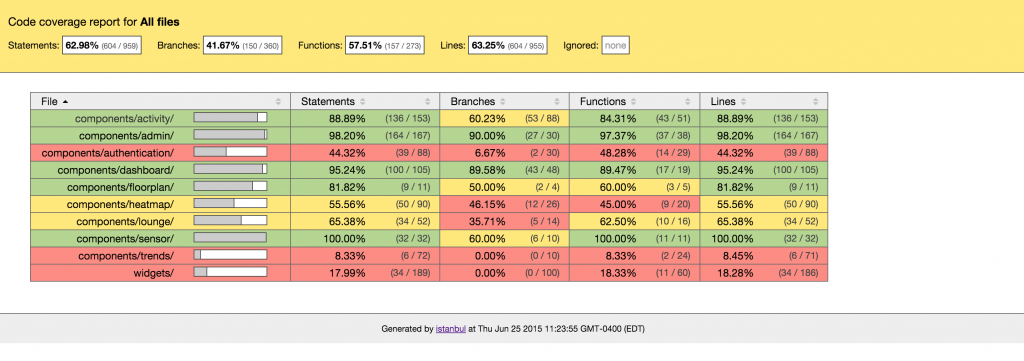 Code coverage report for All files
Statements: 62.98% (604 / 959) Branches: 41.67% (150 / 360) Functions: 57.51% (157 / 273) Lines: 63.25% (604 / 955) Ignored: none
File Statements Branches Functions Lines
components/activity/ 88.89% (136 / 153) 60.23% (53 / 88) 84.31% (43 / 51) 88.89% (136 / 153)
components/admin/ 98.20% (164 / 167) 90.00% (27 / 30) 97.37% (37 / 38) 98.20% (164 / 167)
components/authentication/ 44.32% (39 / 88) 6.67% (2 / 30) 48.28% (14 / 29) 44.32% (39 / 88)
components/dashboard/ 95.24% (100 / 105) 89.58% (43 / 48) 89.47% (17 / 19) 95.24% (100 / 105)
components/floorplan/ 81.82% (9 / 11) 50.00% (2 / 4) 60.00% (3 / 5) 81.82% (9 / 11)
components/heatmap/ 55.56% (50 / 90) 46.15% (12 / 26) 45.00% (9 / 20) 55.56% (50 / 90)
components/lounge/ 65.38% (34 / 52) 35.71% (5 / 14) 62.50% (10 / 16) 65.38% (34 / 52)
components/sensor/ 100.00% (32 / 32) 60.00% (6 / 10) 100.00% (11 / 11) 100.00% (32 / 32)
components/trends/ 8.33% (6 / 72) 0.00% (0 / 10) 8.33% (2 / 24) 8.45% (6 / 71)
widgets/ 17.99% (34 / 189) 0.00% (0 / 100) 18.33% (11 / 60) 18.28% (34 / 186)
Generated by istanbul at Thu Jun 25 2015 11:23:55 GMT-0400 (EDT)